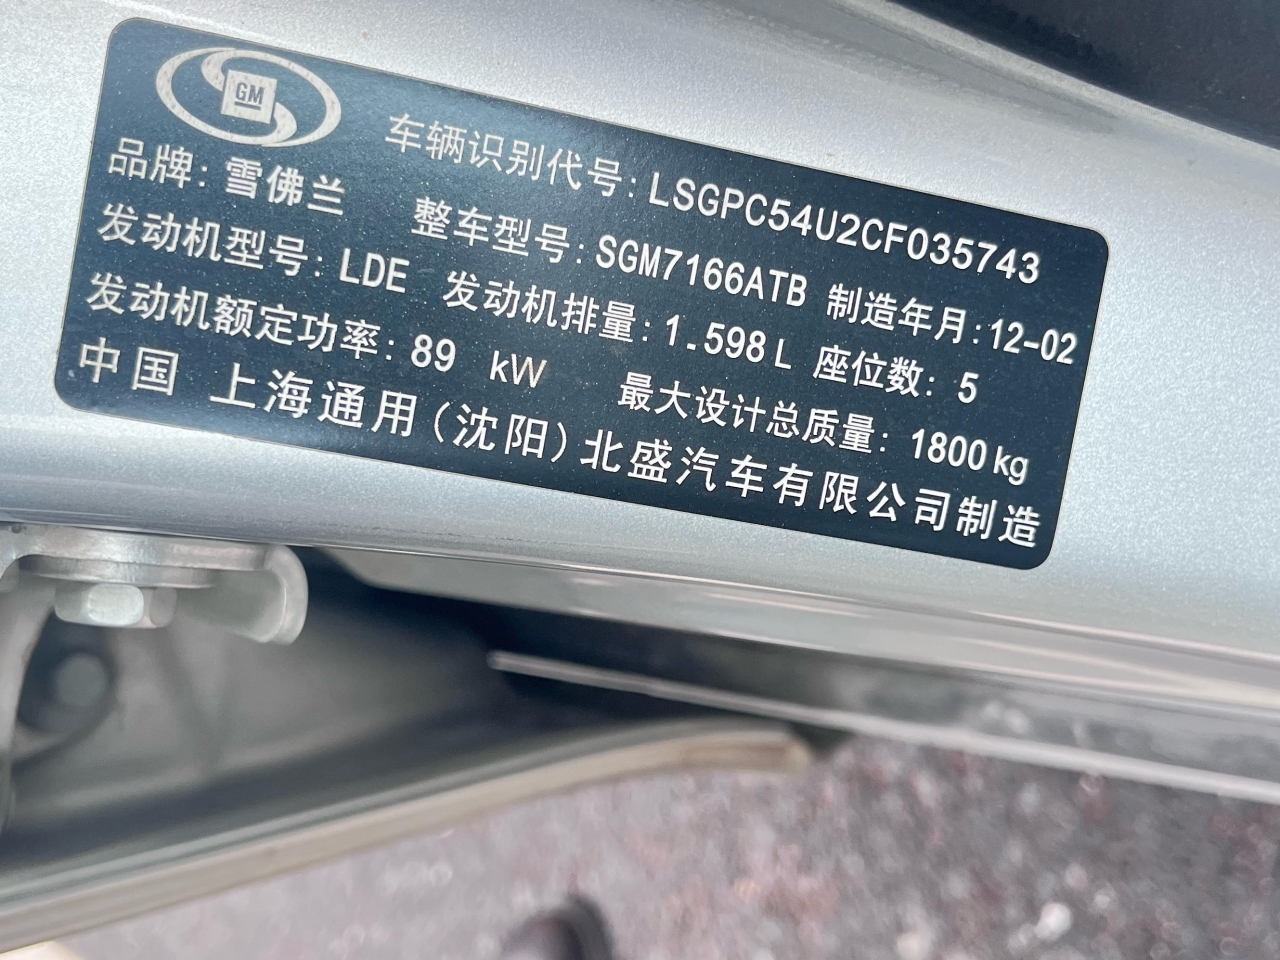 GM
车辆识别代号: LSGPC54U2CF035743
品牌: 雪佛兰 整车型号: SGM7166ATB 制造年月: 12-02
发动机型号: LDE 发动机排量: 1.598L 座位数: 5
发动机额定功率: 89 kW 最大设计总质量: 1800kg
中国 上海通用(沈阳)北盛汽车有限公司制造